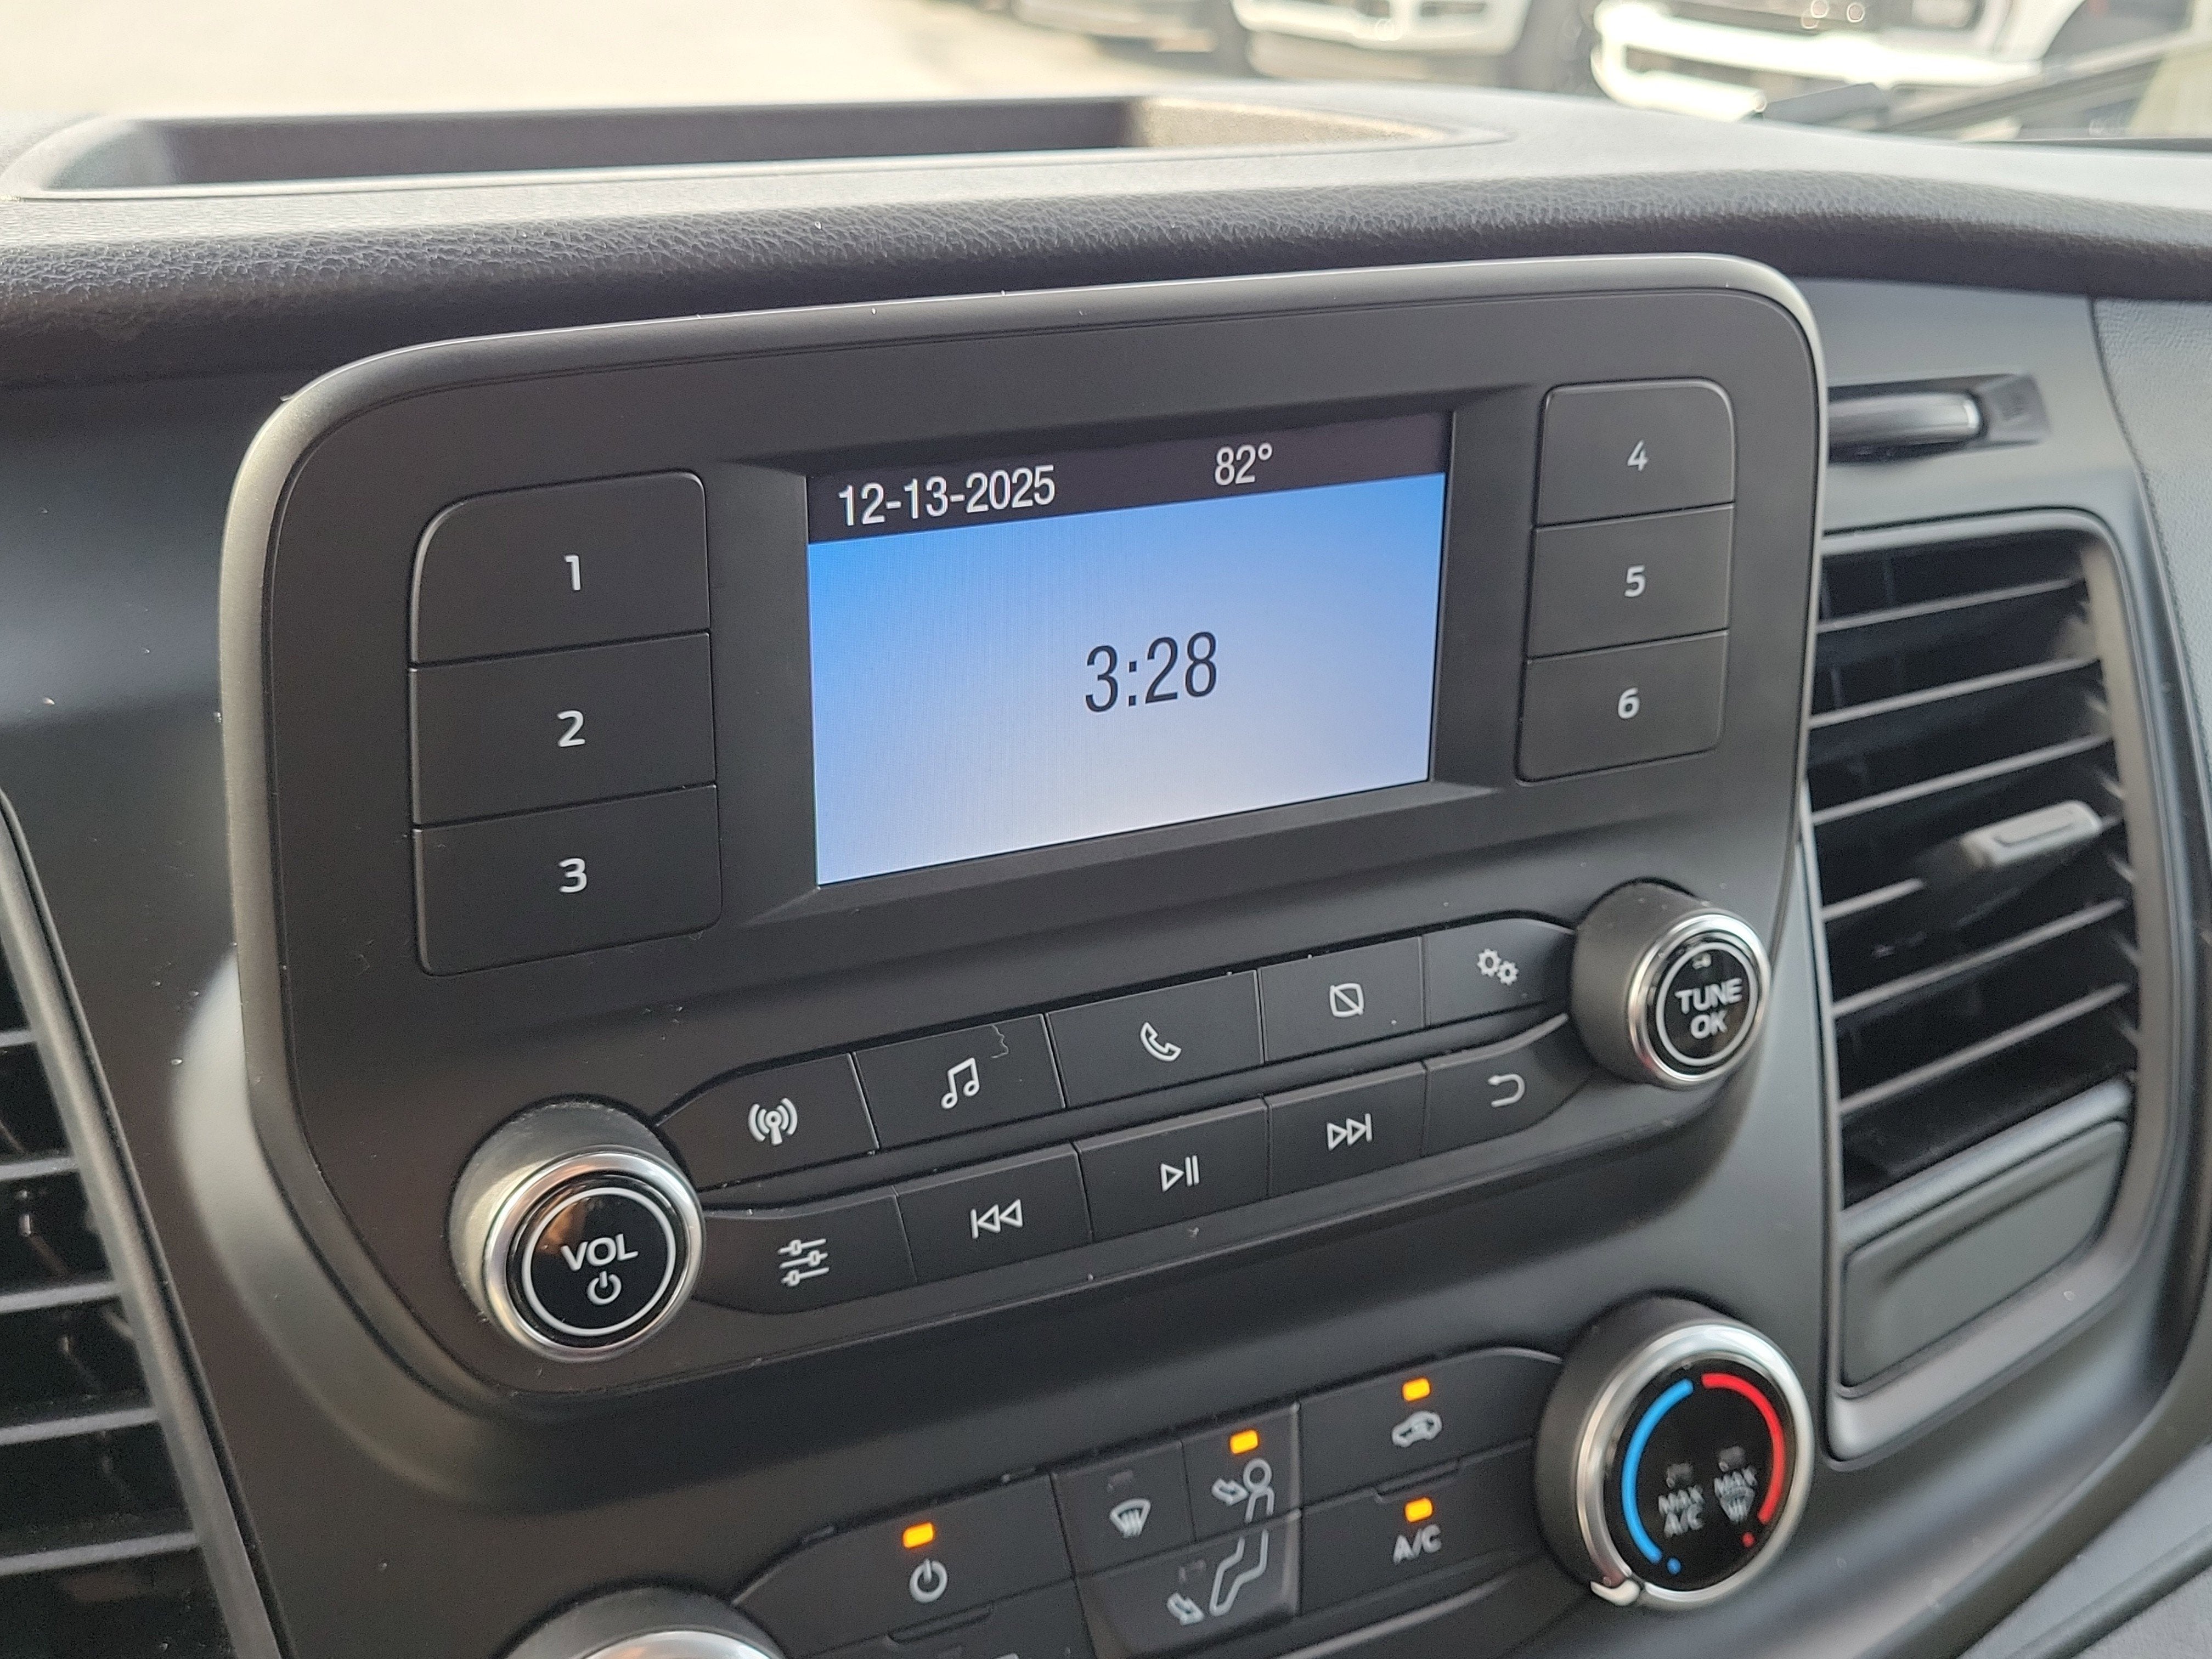 12-13-2025 82°
3:28
1
2
3
4
5
6
TUNE
OK
VOL
A/C
MAX
A/C
MAX